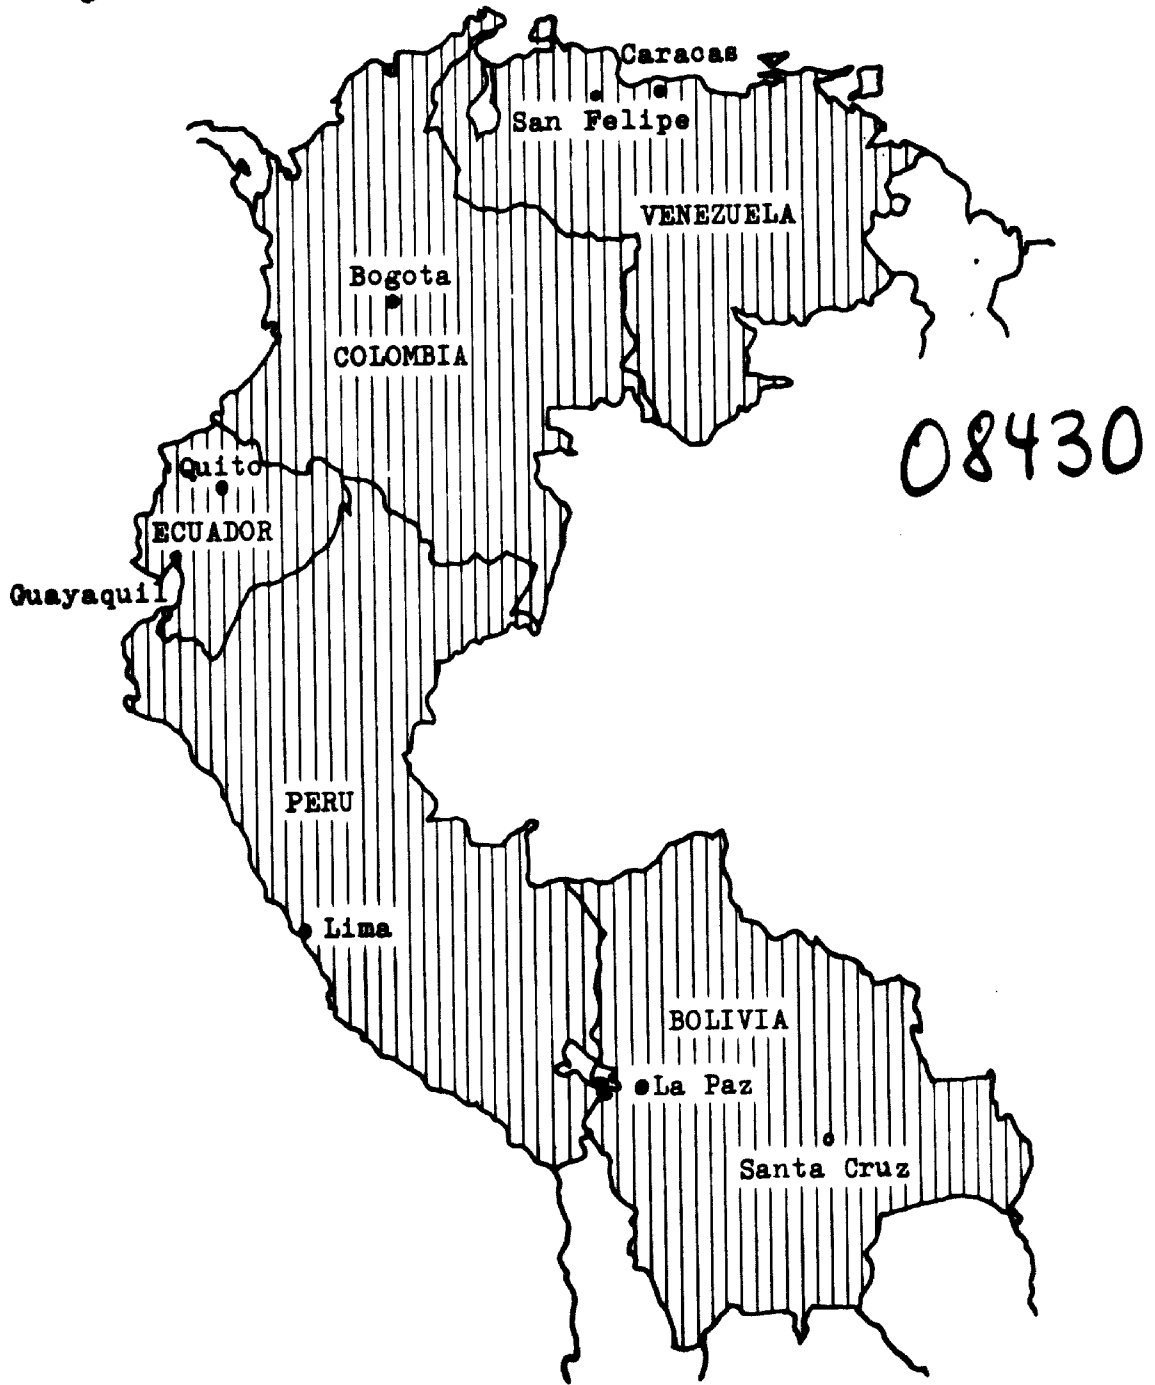 Caracas
San Felipe
VENEZUELA
Bogota
COLOMBIA
08430
Quito
ECUADOR
Guayaquil
PERU
Lima
BOLIVIA
La Paz
Santa Cruz